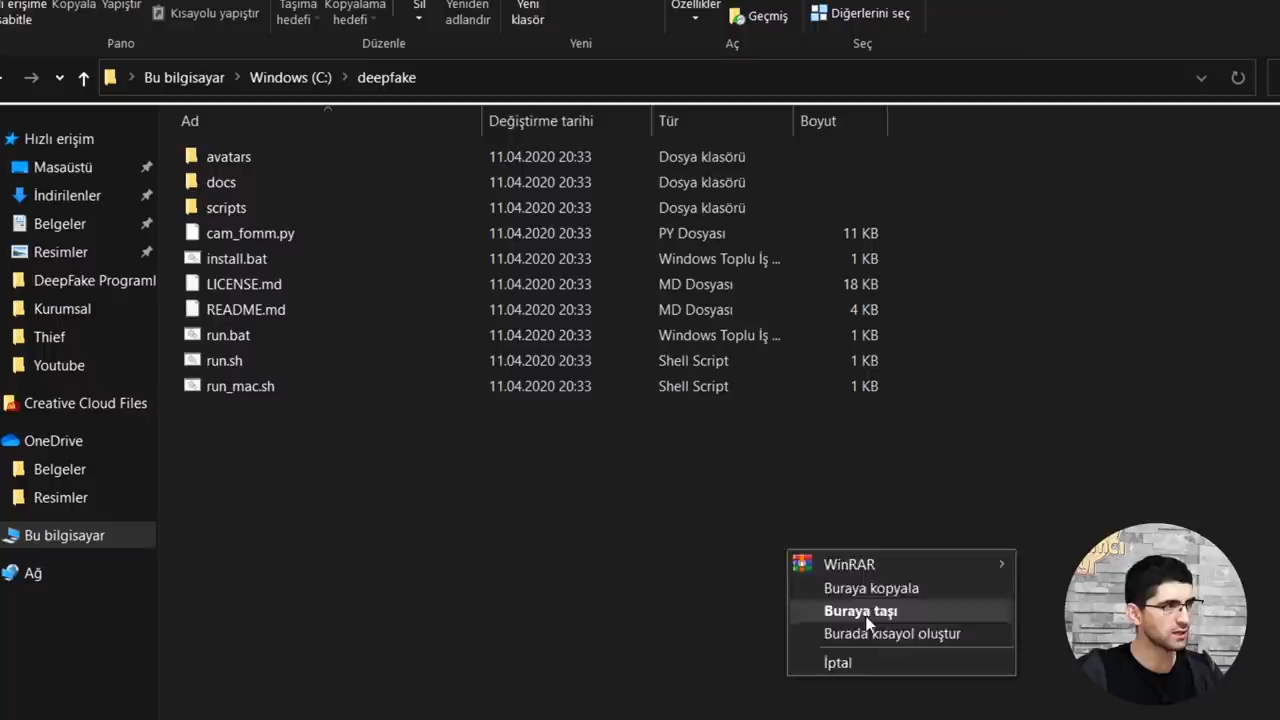 Kopyala Yapıştır
Kısayolu yapıştır
Taşıma hedefi
Kopyalama hedefi
Sil
Yeniden adlandır
Yeni klasör
Özellikler
Geçmiş
Diğerlerini seç
Pano
Düzenle
Yeni
Aç
Seç
Bu bilgisayar
Windows (C:)
deepfake
Ad Değiştirme tarihi Tür Boyut
avatars 11.04.2020 20:33 Dosya klasörü
docs 11.04.2020 20:33 Dosya klasörü
scripts 11.04.2020 20:33 Dosya klasörü
cam_fomm.py 11.04.2020 20:33 PY Dosyası 11 KB
install.bat 11.04.2020 20:33 Windows Toplu İş ... 1 KB
LICENSE.md 11.04.2020 20:33 MD Dosyası 18 KB
README.md 11.04.2020 20:33 MD Dosyası 4 KB
run.bat 11.04.2020 20:33 Windows Toplu İş ... 1 KB
run.sh 11.04.2020 20:33 Shell Script 1 KB
run_mac.sh 11.04.2020 20:33 Shell Script 1 KB
Hızlı erişim
Masaüstü
İndirilenler
Belgeler
Resimler
DeepFake Programl
Kurumsal
Thief
Youtube
Creative Cloud Files
OneDrive
Belgeler
Resimler
Bu bilgisayar
Ağ
WinRAR
Buraya kopyala
Buraya taşı
Burada kısayol oluştur
İptal